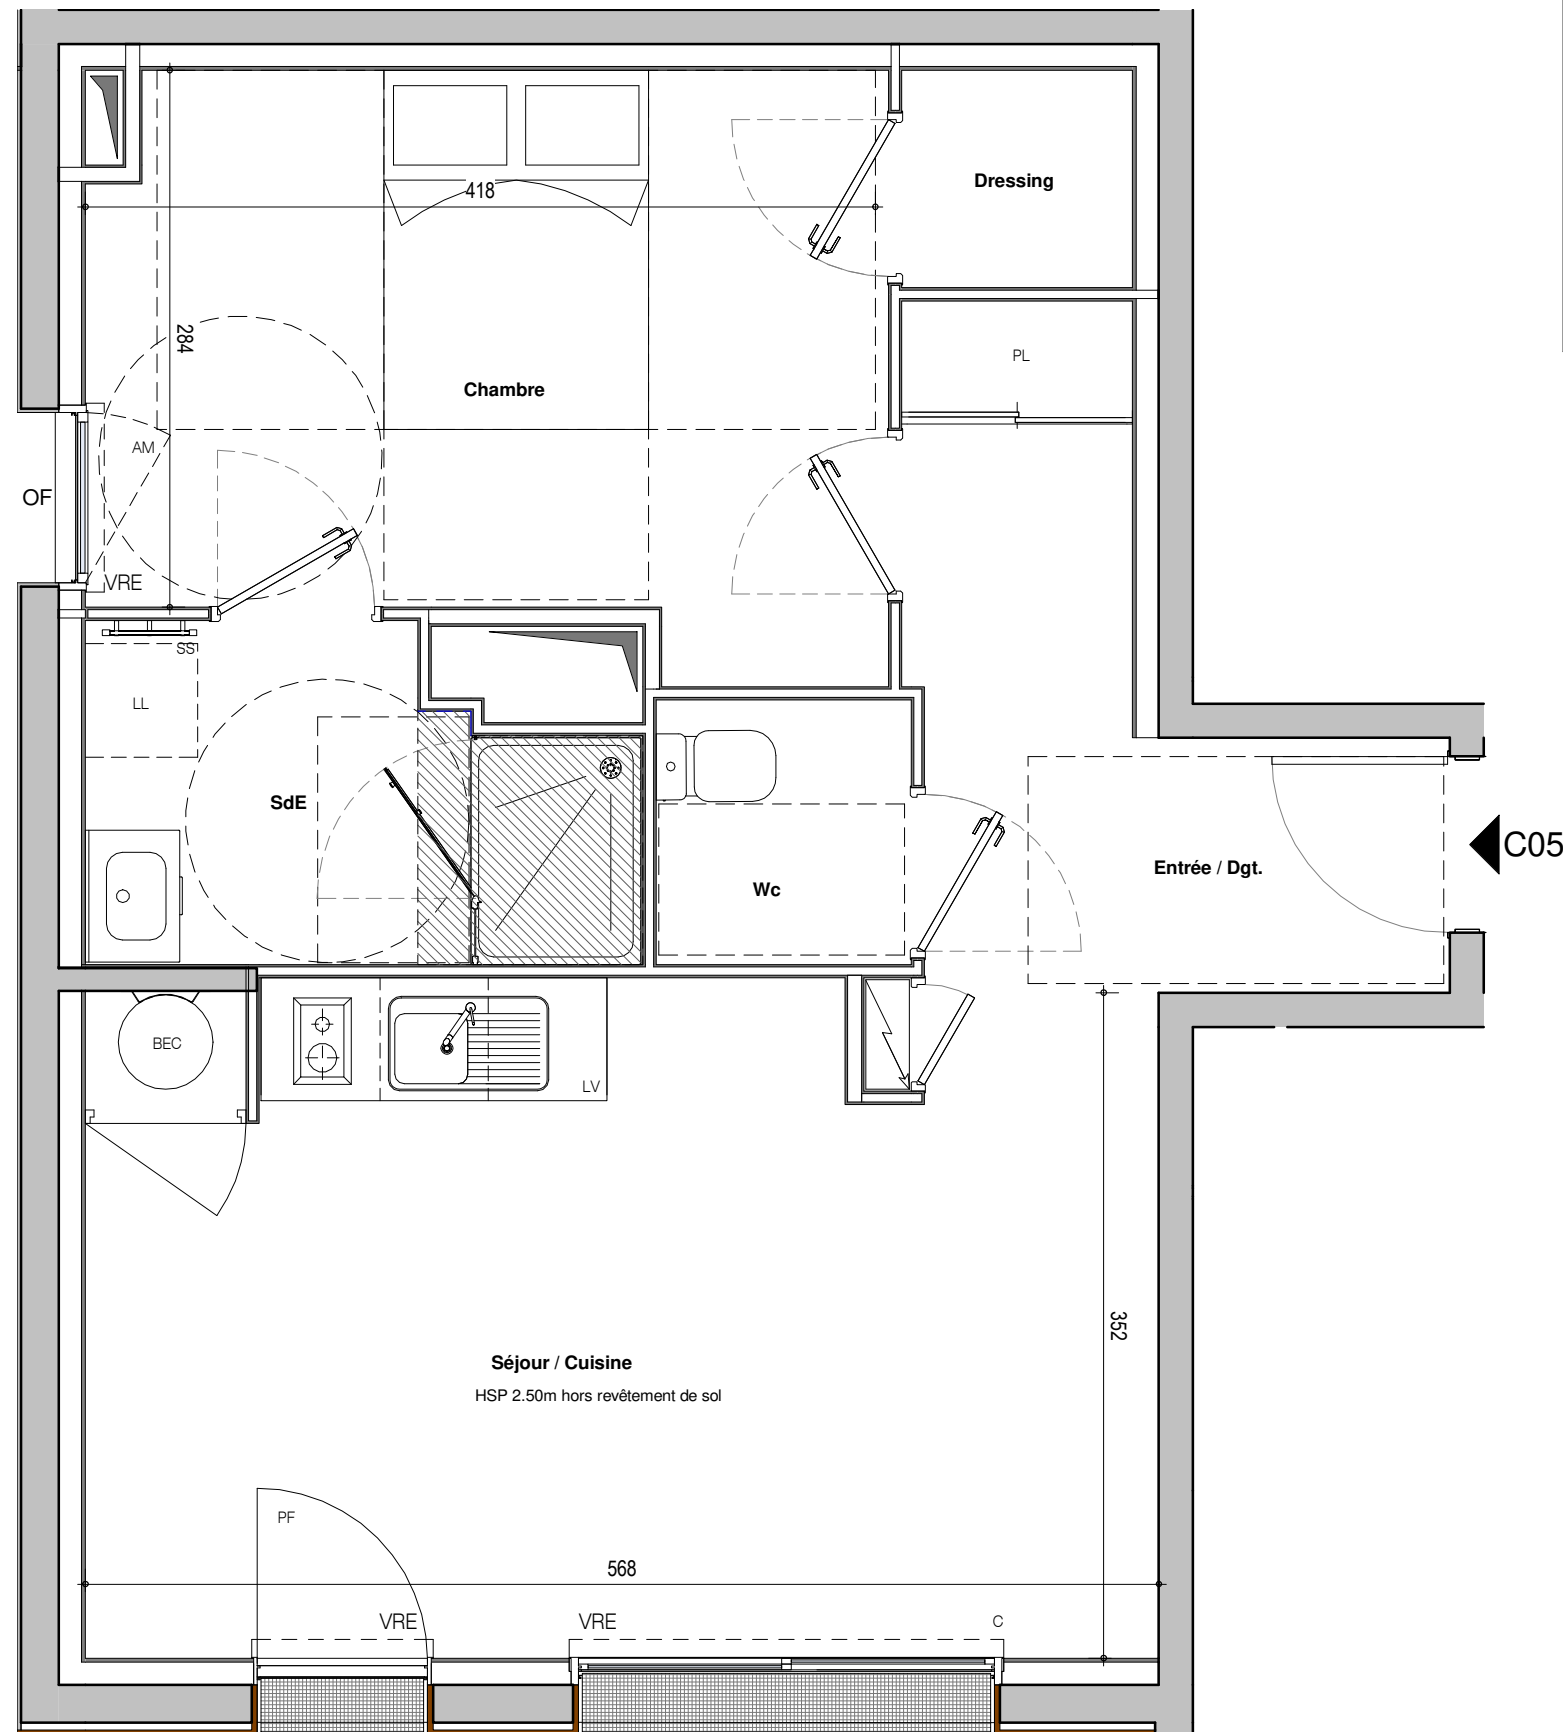 Dressing
418
284
PL
Chambre
AM
OF
VRE
SS
LL
SdE
C05
Entrée / Dgt.
Wc
BEC
LV
352
Séjour / Cuisine
HSP 2.50m hors revêtement de sol
PF
568
VRE
VRE
C